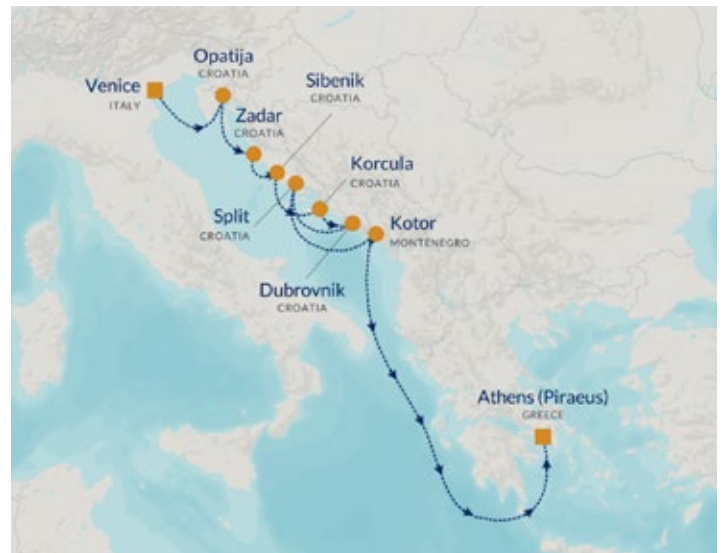 Opatija
CROATIA
Venice
ITALY
Sibenik
CROATIA
Zadar
CROATIA
Korcula
CROATIA
Split
CROATIA
Kotor
MONTENEGRO
Dubrovnik
CROATIA
Athens (Piraeus)
GREECE